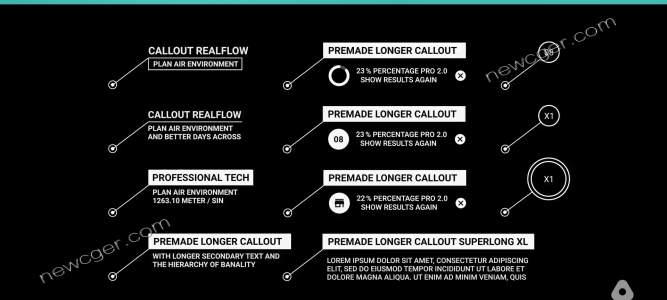 CALLOUT REALFLOW
PLAN AIR ENVIRONMENT
PREMADE LONGER CALLOUT
23 % PERCENTAGE PRO 2.0
SHOW RESULTS AGAIN
newcger.com
CALLOUT REALFLOW
PLAN AIR ENVIRONMENT
AND BETTER DAYS ACROSS
PREMADE LONGER CALLOUT
08
23 % PERCENTAGE PRO 2.0
SHOW RESULTS AGAIN
X1
PROFESSIONAL TECH
PLAN AIR ENVIRONMENT
1263.10 METER / SIN
PREMADE LONGER CALLOUT
22 % PERCENTAGE PRO 2.0
SHOW RESULTS AGAIN
X1
newcger.com
PREMADE LONGER CALLOUT
WITH LONGER SECONDARY TEXT AND
THE HIERARCHY OF BANALITY
PREMADE LONGER CALLOUT SUPERLONG XL
LOREM IPSUM DOLOR SIT AMET, CONSECTETUR ADIPISCING
ELIT, SED DO EIUSMOD TEMPOR INCIDIDUNT UT LABORE ET
DOLORE MAGNA ALIQUA. UT ENIM AD MINIM VENIAM, QUIS